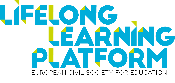 LIFELONG
LEARNING
PLATFORM
EUROPEAN CIVIL SOCIETY FOR EDUCATION